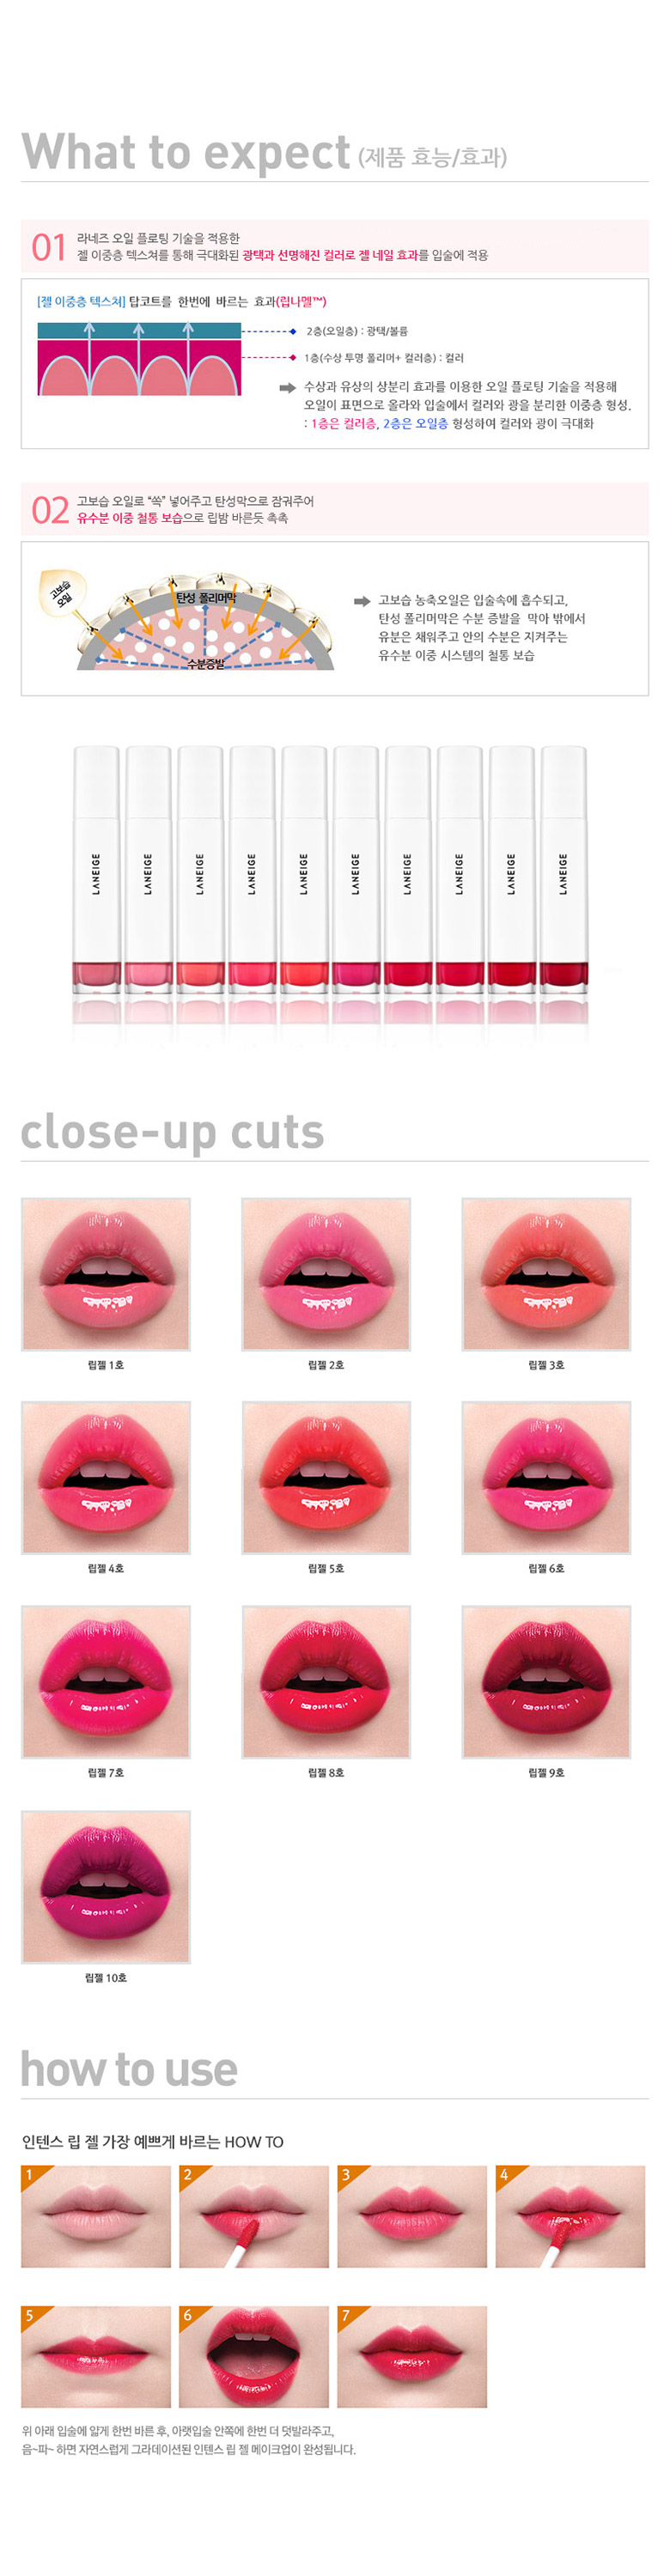 What to expect (제품 효능/효과)
01
라네즈 오일 플로팅 기술을 적용한
젤 이중층 텍스쳐를 통해 극대화된 광택과 선명해진 컬러로 젤 네일 효과를 입술에 적용
[젤 이중층 텍스쳐] 탑코트를 한번에 바르는 효과(립나멜™)
2층(오일층) : 광택/볼륨
1층(수상 투명 폴리머+ 컬러층) : 컬러
수상과 유상의 상분리 효과를 이용한 오일 플로팅 기술을 적용해
오일이 표면으로 올라와 입술에서 컬러와 광을 분리한 이중층 형성.
: 1층은 컬러층, 2층은 오일층 형성하여 컬러와 광이 극대화
02
고보습 오일로 “쏙” 넣어주고 탄성막으로 잠궈주어
유수분 이중 철통 보습으로 립밤 바른듯 촉촉
고보습
오일
탄성 폴리머막
수분증발
고보습 농축오일은 입술속에 흡수되고,
탄성 폴리머막은 수분 증발을 막아 밖에서
유분은 채워주고 안의 수분은 지켜주는
유수분 이중 시스템의 철통 보습
LANEIGE
LANEIGE
LANEIGE
LANEIGE
LANEIGE
LANEIGE
LANEIGE
LANEIGE
LANEIGE
LANEIGE
close-up cuts
립젤 1호
립젤 2호
립젤 3호
립젤 4호
립젤 5호
립젤 6호
립젤 7호
립젤 8호
립젤 9호
립젤 10호
how to use
인텐스 립 젤 가장 예쁘게 바르는 HOW TO
1
2
3
4
5
6
7
위 아래 입술에 얇게 한번 바른 후, 아랫입술 안쪽에 한번 더 덧발라주고,
음~파~ 하면 자연스럽게 그라데이션된 인텐스 립 젤 메이크업이 완성됩니다.